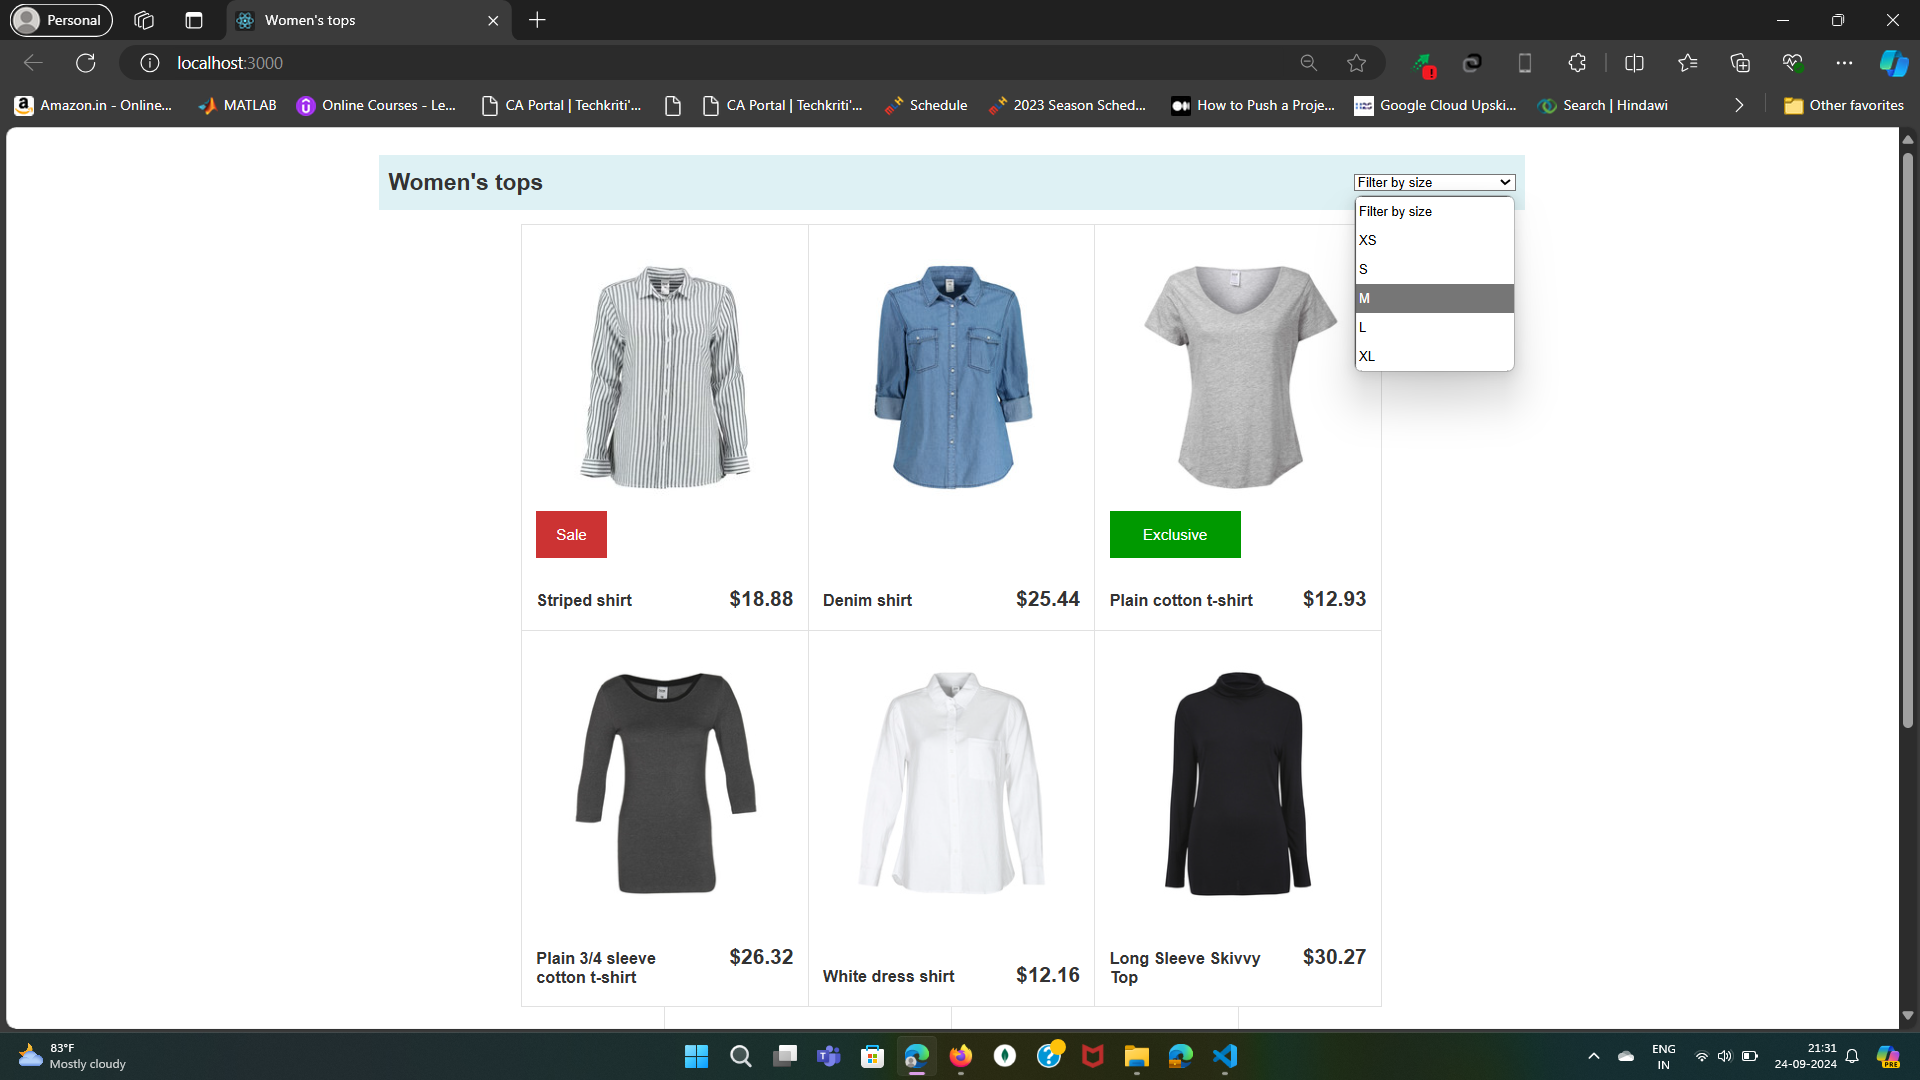 Personal
Women's tops
localhost:3000
Amazon.in - Online...
MATLAB
Online Courses - Le...
CA Portal | Techkriti'...
CA Portal | Techkriti'...
Schedule
2023 Season Sched...
How to Push a Proje...
Google Cloud Upski...
Search | Hindawi
Other favorites
Women's tops
Filter by size
Filter by size
XS
S
M
L
XL
Sale
Exclusive
Striped shirt
$18.88
Denim shirt
$25.44
Plain cotton t-shirt
$12.93
Plain 3/4 sleeve
cotton t-shirt
$26.32
White dress shirt
$12.16
Long Sleeve Skivvy
Top
$30.27
83°F
Mostly cloudy
ENG
IN
21:31
24-09-2024
PRE